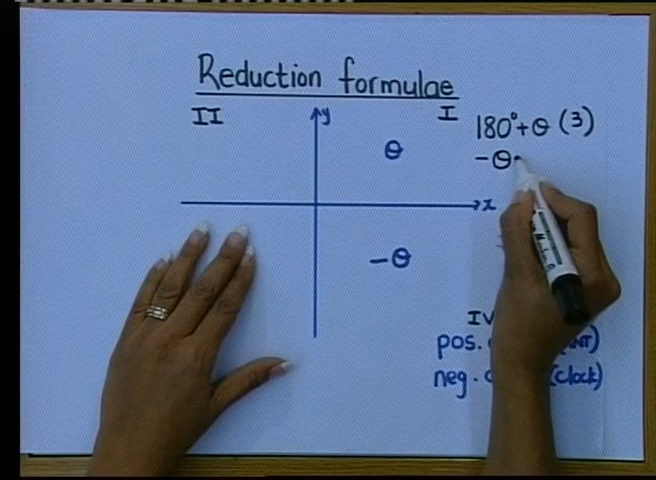 Reduction formulae
II
y
I
180°+θ (3)
θ
-θ
x
-θ
IV
pos.
neg. (Clock)